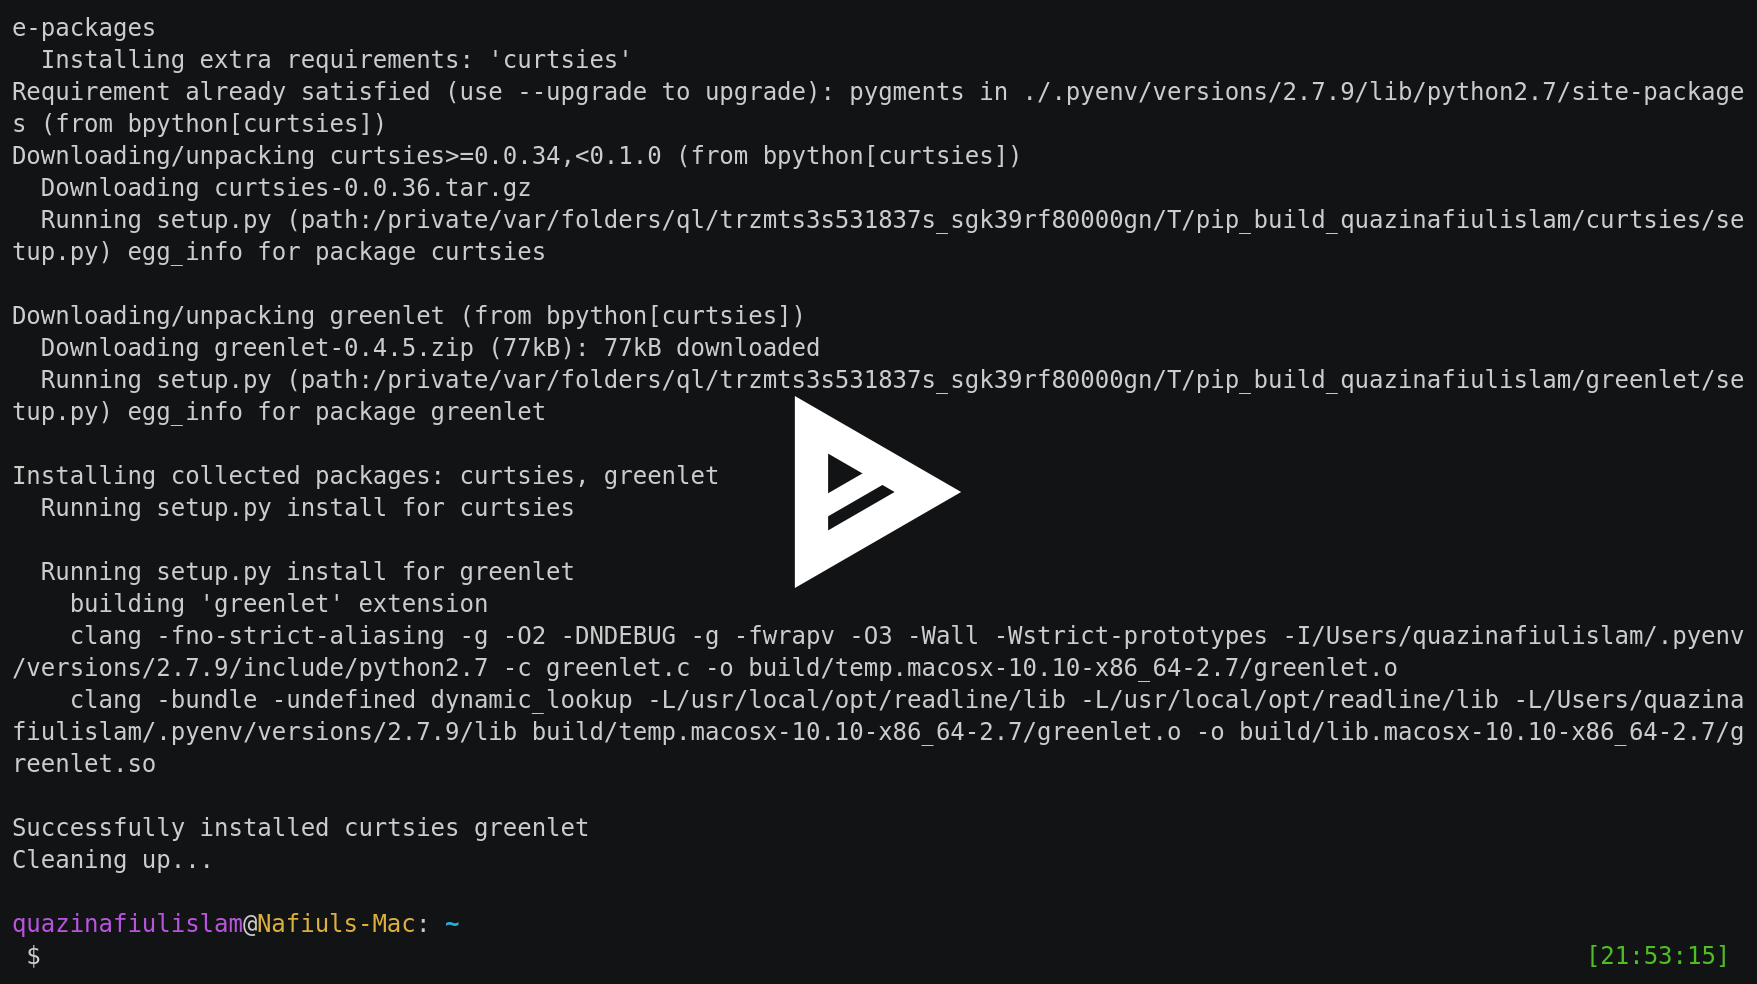 e-packages
  Installing extra requirements: 'curtsies'
Requirement already satisfied (use --upgrade to upgrade): pygments in ./.pyenv/versions/2.7.9/lib/python2.7/site-package
s (from bpython[curtsies])
Downloading/unpacking curtsies>=0.0.34,<0.1.0 (from bpython[curtsies])
  Downloading curtsies-0.0.36.tar.gz
  Running setup.py (path:/private/var/folders/ql/trzmts3s531837s_sgk39rf80000gn/T/pip_build_quazinafiulislam/curtsies/se
tup.py) egg_info for package curtsies

Downloading/unpacking greenlet (from bpython[curtsies])
  Downloading greenlet-0.4.5.zip (77kB): 77kB downloaded
  Running setup.py (path:/private/var/folders/ql/trzmts3s531837s_sgk39rf80000gn/T/pip_build_quazinafiulislam/greenlet/se
tup.py) egg_info for package greenlet

Installing collected packages: curtsies, greenlet
  Running setup.py install for curtsies

  Running setup.py install for greenlet
    building 'greenlet' extension
    clang -fno-strict-aliasing -g -O2 -DNDEBUG -g -fwrapv -O3 -Wall -Wstrict-prototypes -I/Users/quazinafiulislam/.pyenv
/versions/2.7.9/include/python2.7 -c greenlet.c -o build/temp.macosx-10.10-x86_64-2.7/greenlet.o
    clang -bundle -undefined dynamic_lookup -L/usr/local/opt/readline/lib -L/usr/local/opt/readline/lib -L/Users/quazina
fiulislam/.pyenv/versions/2.7.9/lib build/temp.macosx-10.10-x86_64-2.7/greenlet.o -o build/lib.macosx-10.10-x86_64-2.7/g
reenlet.so

Successfully installed curtsies greenlet
Cleaning up...

quazinafiulislam@Nafiuls-Mac: ~
 $ [21:53:15]